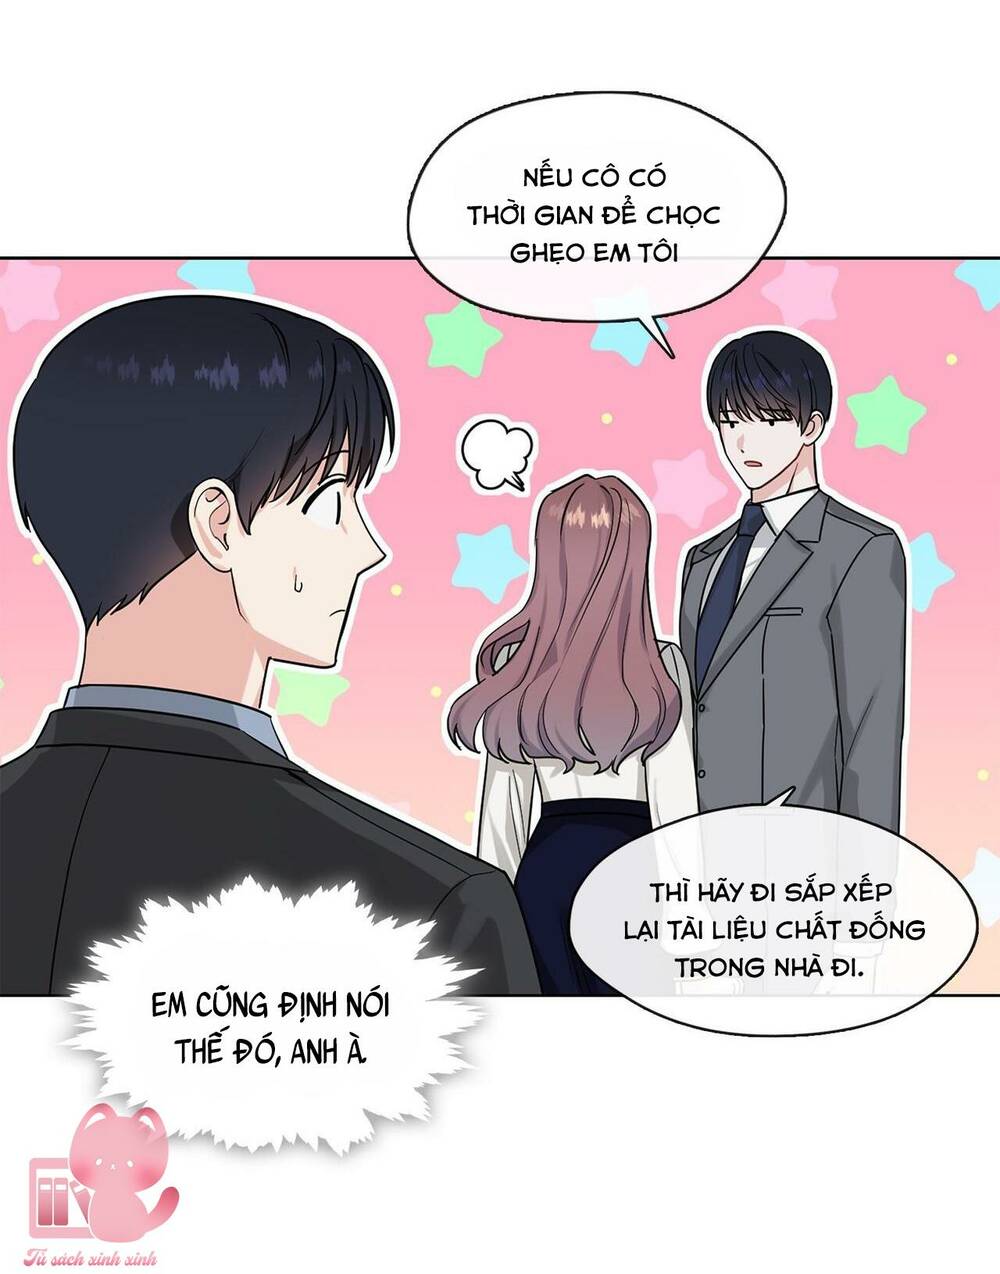 NẾU CÔ CÓ
THỜI GIAN ĐỂ CHỌC
GHẸO EM TÔI
THÌ HÃY ĐI SẮP XẾP
LẠI TÀI LIỆU CHẤT ĐỐNG
TRONG NHÀ ĐI.
EM CŨNG ĐỊNH NÓI
THẾ ĐÓ, ANH À.
Tủ sách xinh xinh